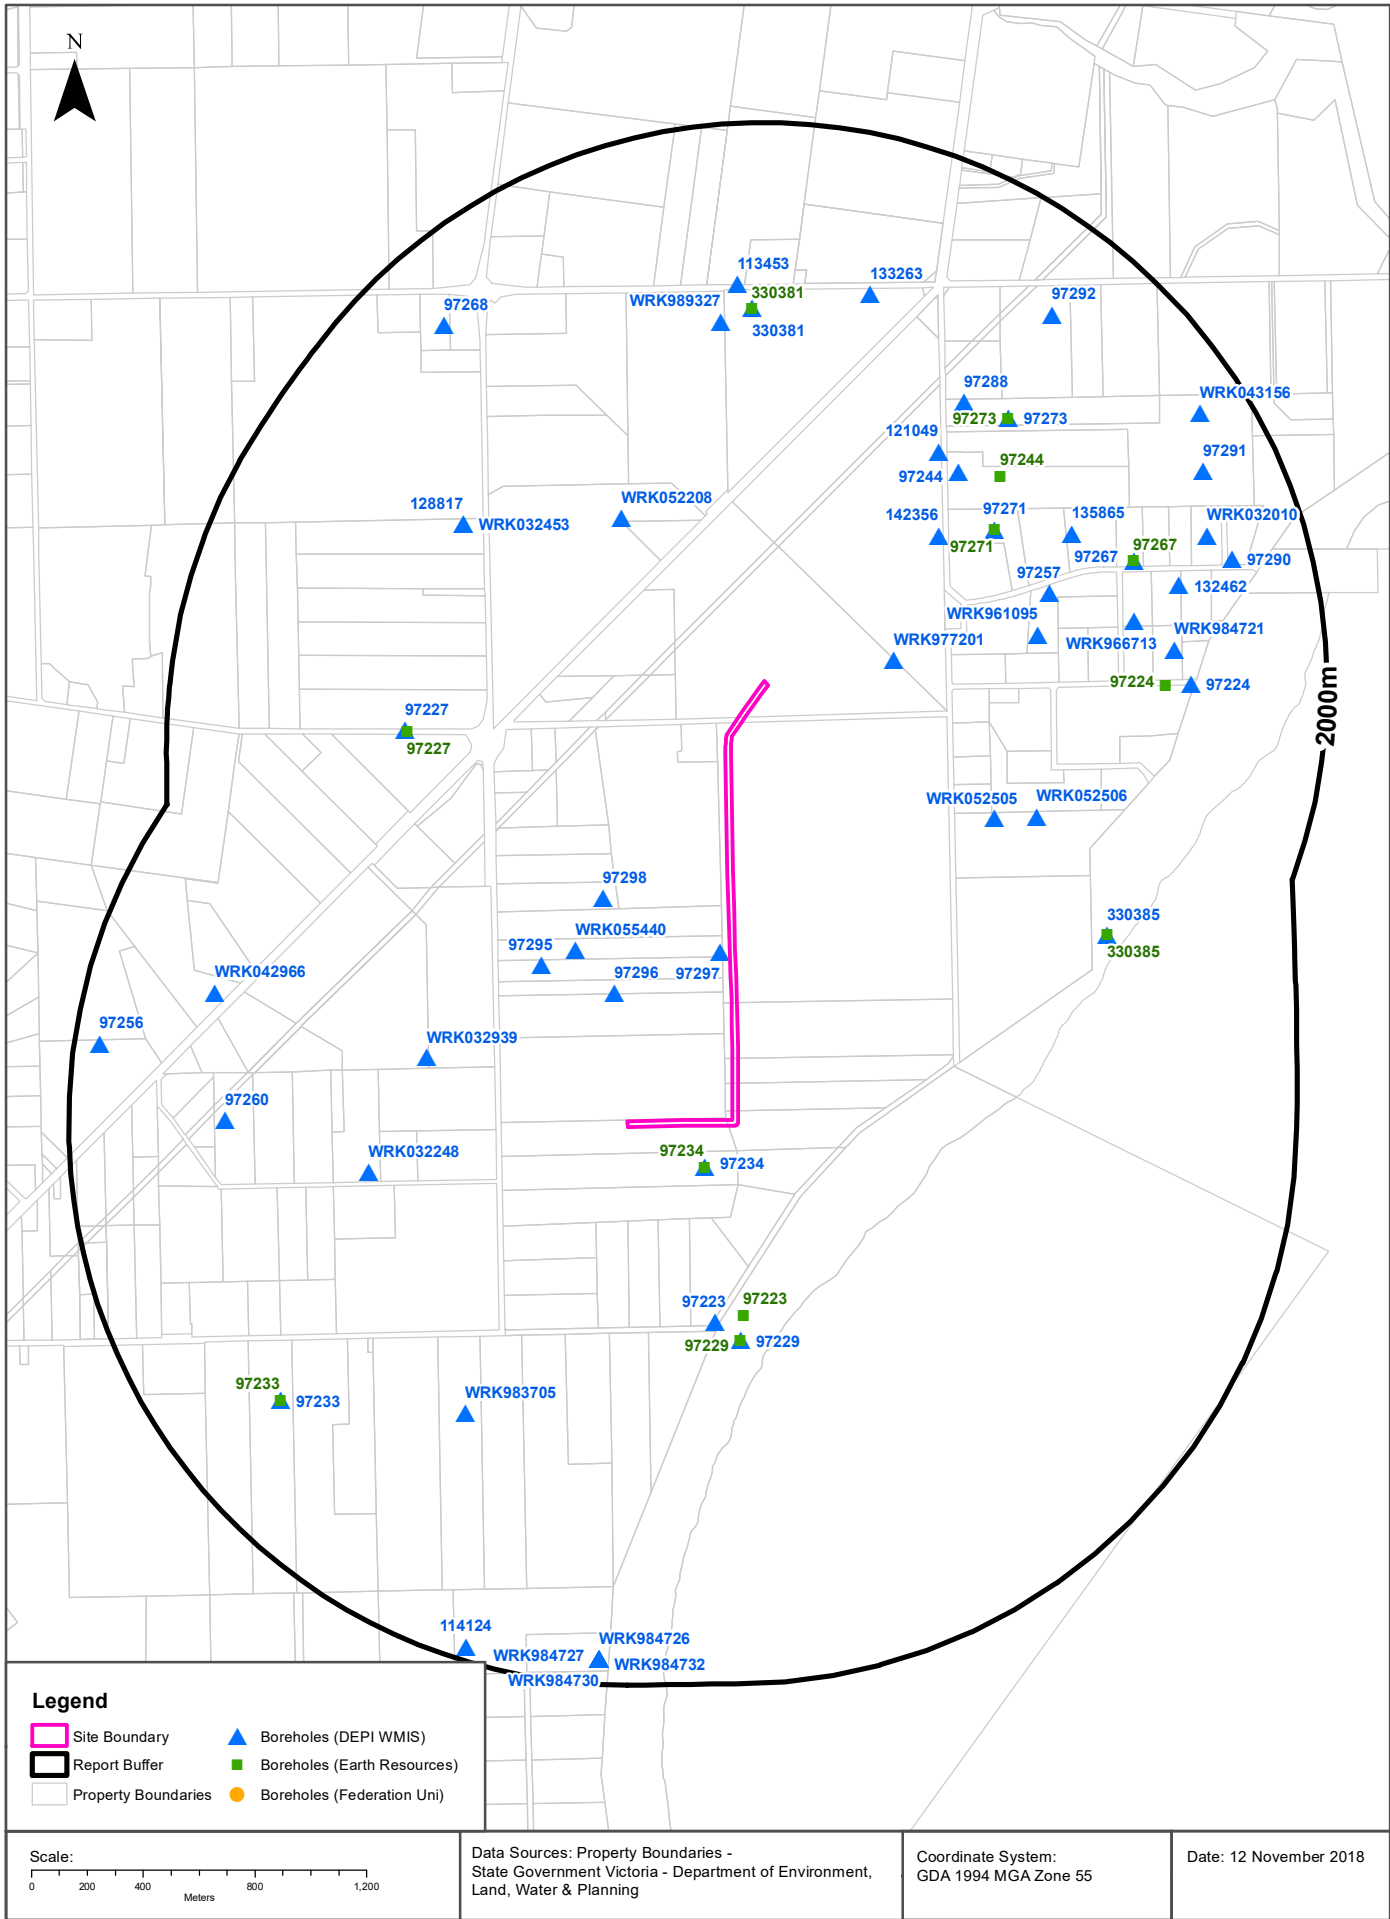 N
113453
133263
330381
WRK989327
97268
97292
330381
97288
WRK043156
97273
97273
121049
97244
97291
97244
WRK052208
128817
WRK032453
142356
97271
135865
WRK032010
97271
97267
97267
97290
97257
132462
WRK961095
WRK984721
WRK977201
WRK966713
97224
97224
2000m
97227
97227
WRK052505
WRK052506
97298
330385
WRK055440
97295
330385
WRK042966
97296
97297
97256
WRK032939
97260
WRK032248
97234
97234
97223
97223
97229
97229
97233
97233
WRK983705
114124
WRK984726
WRK984727
WRK984732
WRK984730
Legend
Site Boundary
Boreholes (DEPI WMIS)
Report Buffer
Boreholes (Earth Resources)
Property Boundaries
Boreholes (Federation Uni)
Scale:
0 200 400 800 1,200
Meters
Data Sources: Property Boundaries -
State Government Victoria - Department of Environment,
Land, Water & Planning
Coordinate System:
GDA 1994 MGA Zone 55
Date: 12 November 2018